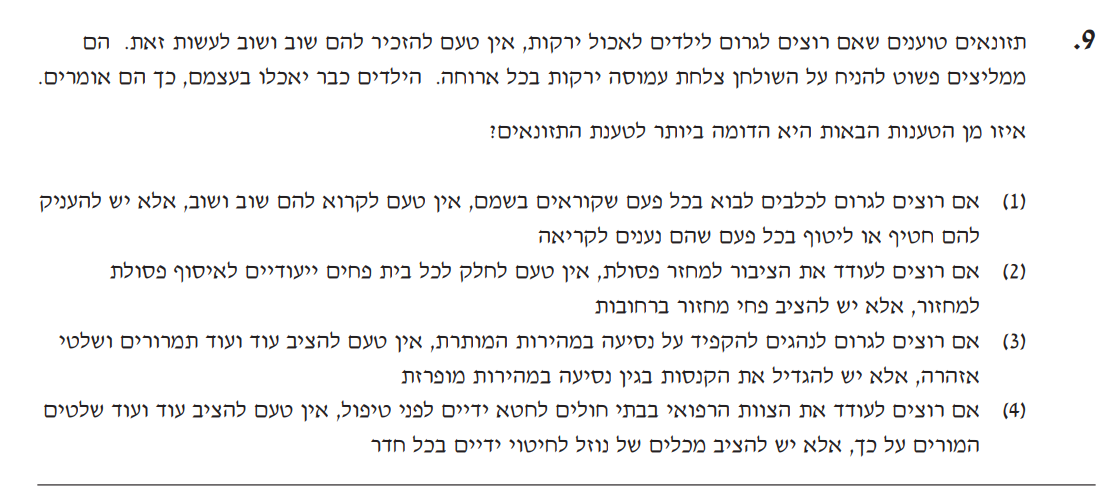 9. תזונאים טוענים שאם רוצים לגרום לילדים לאכול ירקות, אין טעם להזכיר להם שוב ושוב לעשות זאת. הם
ממליצים פשוט להניח על השולחן צלחת עמוסה ירקות בכל ארוחה. הילדים כבר יאכלו בעצמם, כך הם אומרים.
איזו מן הטענות הבאות היא הדומה ביותר לטענת התזונאים?
(1) אם רוצים לגרום לכלבים לבוא בכל פעם שקוראים בשמם, אין טעם לקרוא להם שוב ושוב, אלא יש להעניק
להם חטיף או ליטוף בכל פעם שהם נענים לקריאה
(2) אם רוצים לעודד את הציבור למחזר פסולת, אין טעם לחלק לכל בית פחים ייעודיים לאיסוף פסולת
למחזור, אלא יש להציב פחי מחזור ברחובות
(3) אם רוצים לגרום לנהגים להקפיד על נסיעה במהירות המותרת, אין טעם להציב עוד ועוד תמרורים ושלטי
אזהרה, אלא יש להגדיל את הקנסות בגין נסיעה במהירות מופרזת
(4) אם רוצים לעודד את הצוות הרפואי בבתי חולים לחטא ידיים לפני טיפול, אין טעם להציב עוד ועוד שלטים
המורים על כך, אלא יש להציב מכלים של נוזל לחיטוי ידיים בכל חדר